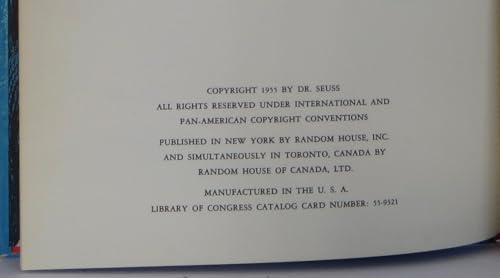 COPYRIGHT 1955 BY DR. SEUSS
ALL RIGHTS RESERVED UNDER INTERNATIONAL AND
PAN-AMERICAN COPYRIGHT CONVENTIONS
PUBLISHED IN NEW YORK BY RANDOM HOUSE, INC.
AND SIMULTANEOUSLY IN TORONTO, CANADA BY
RANDOM HOUSE OF CANADA, LTD.
MANUFACTURED IN THE U. S. A.
LIBRARY OF CONGRESS CATALOG CARD NUMBER: 55-9321